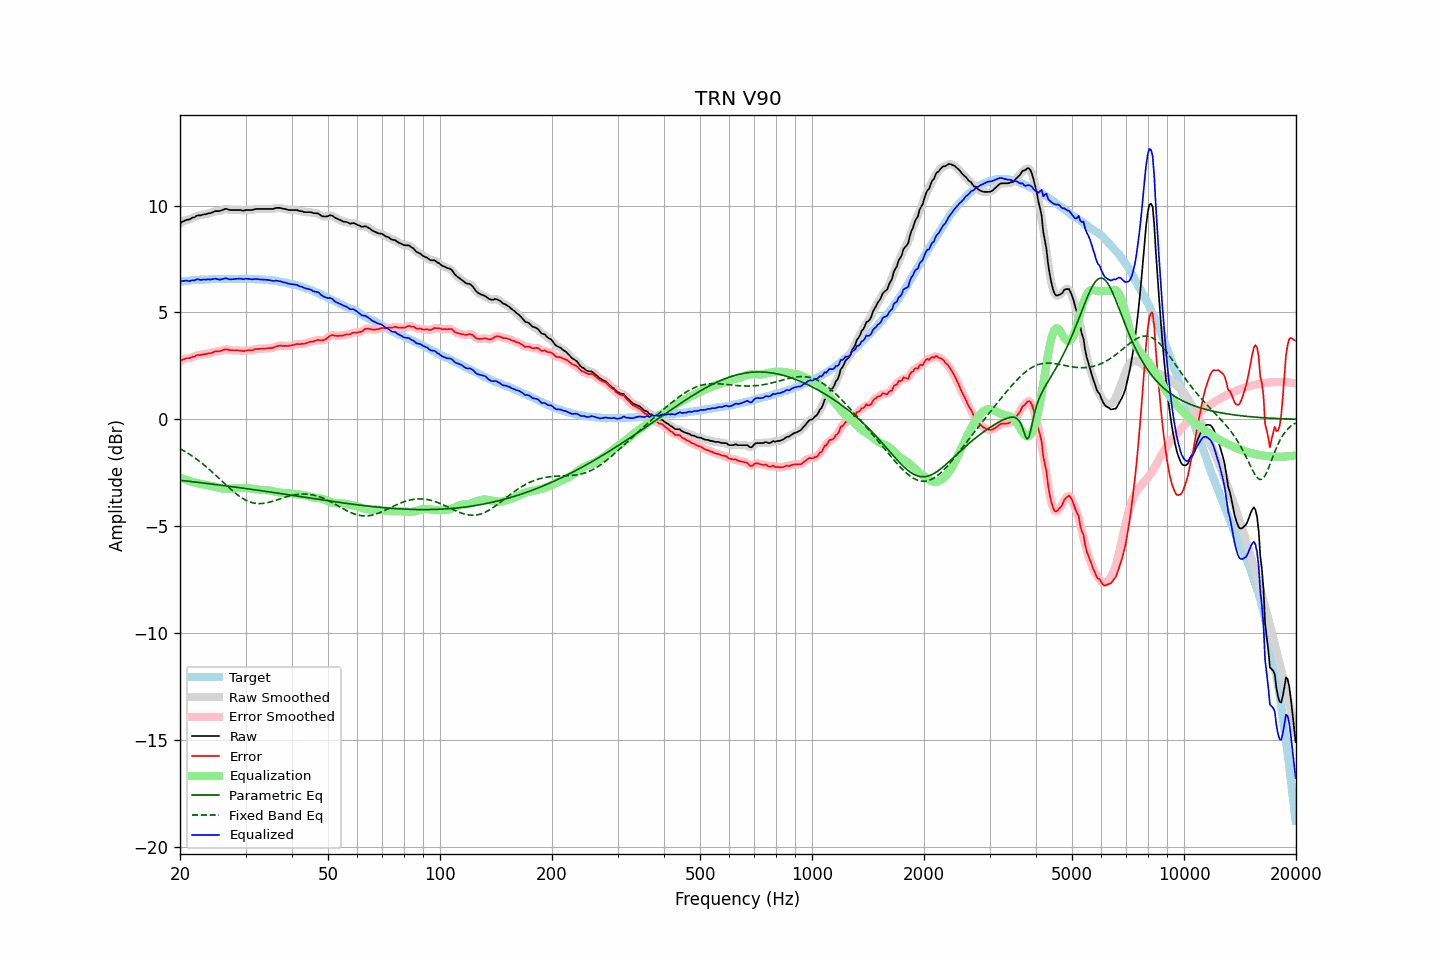 TRN V90
Amplitude (dBr)
10
5
0
−5
−10
−15
−20
Target
Raw Smoothed
Error Smoothed
Raw
Error
Equalization
Parametric Eq
Fixed Band Eq
Equalized
20 50 100 200 500 1000 2000 5000 10000 20000
Frequency (Hz)